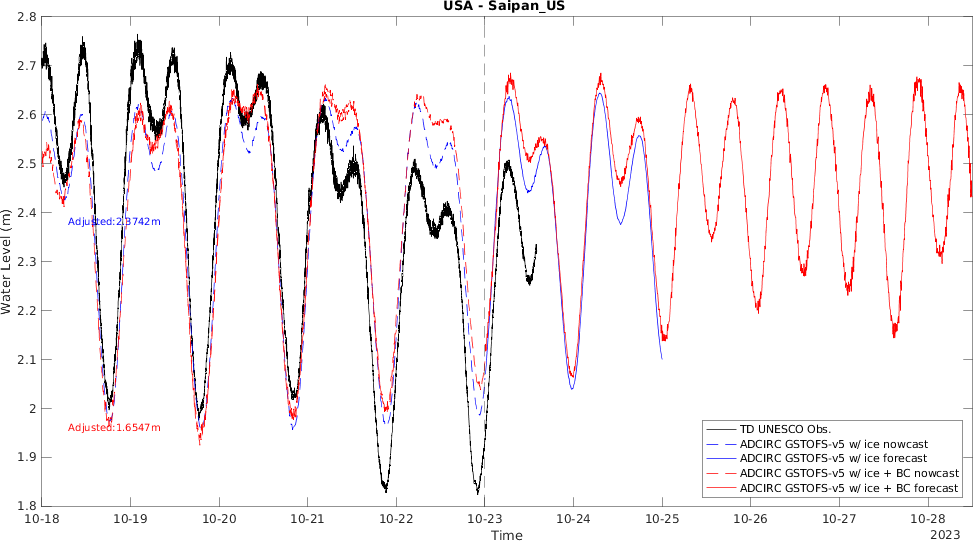 USA - Saipan_US
2.8
2.7
2.6
2.5
2.4
2.3
2.2
2.1
2
1.9
1.8
Water Level (m)
Adjusted:2.3742m
Adjusted:1.6547m
TD UNESCO Obs.
ADCIRC GSTOFS-v5 w/ ice nowcast
ADCIRC GSTOFS-v5 w/ ice forecast
ADCIRC GSTOFS-v5 w/ ice + BC nowcast
ADCIRC GSTOFS-v5 w/ ice + BC forecast
10-18 10-19 10-20 10-21 10-22 10-23 10-24 10-25 10-26 10-27 10-28
2023
Time